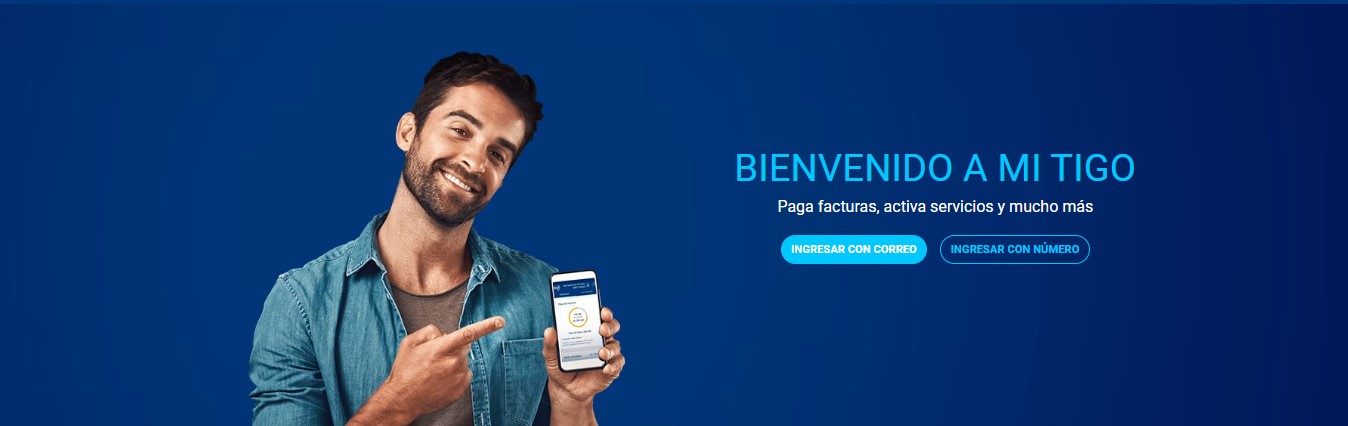 BIENVENIDO A MI TIGO
Paga facturas, activa servicios y mucho más
INGRESAR CON CORREO
INGRESAR CON NÚMERO